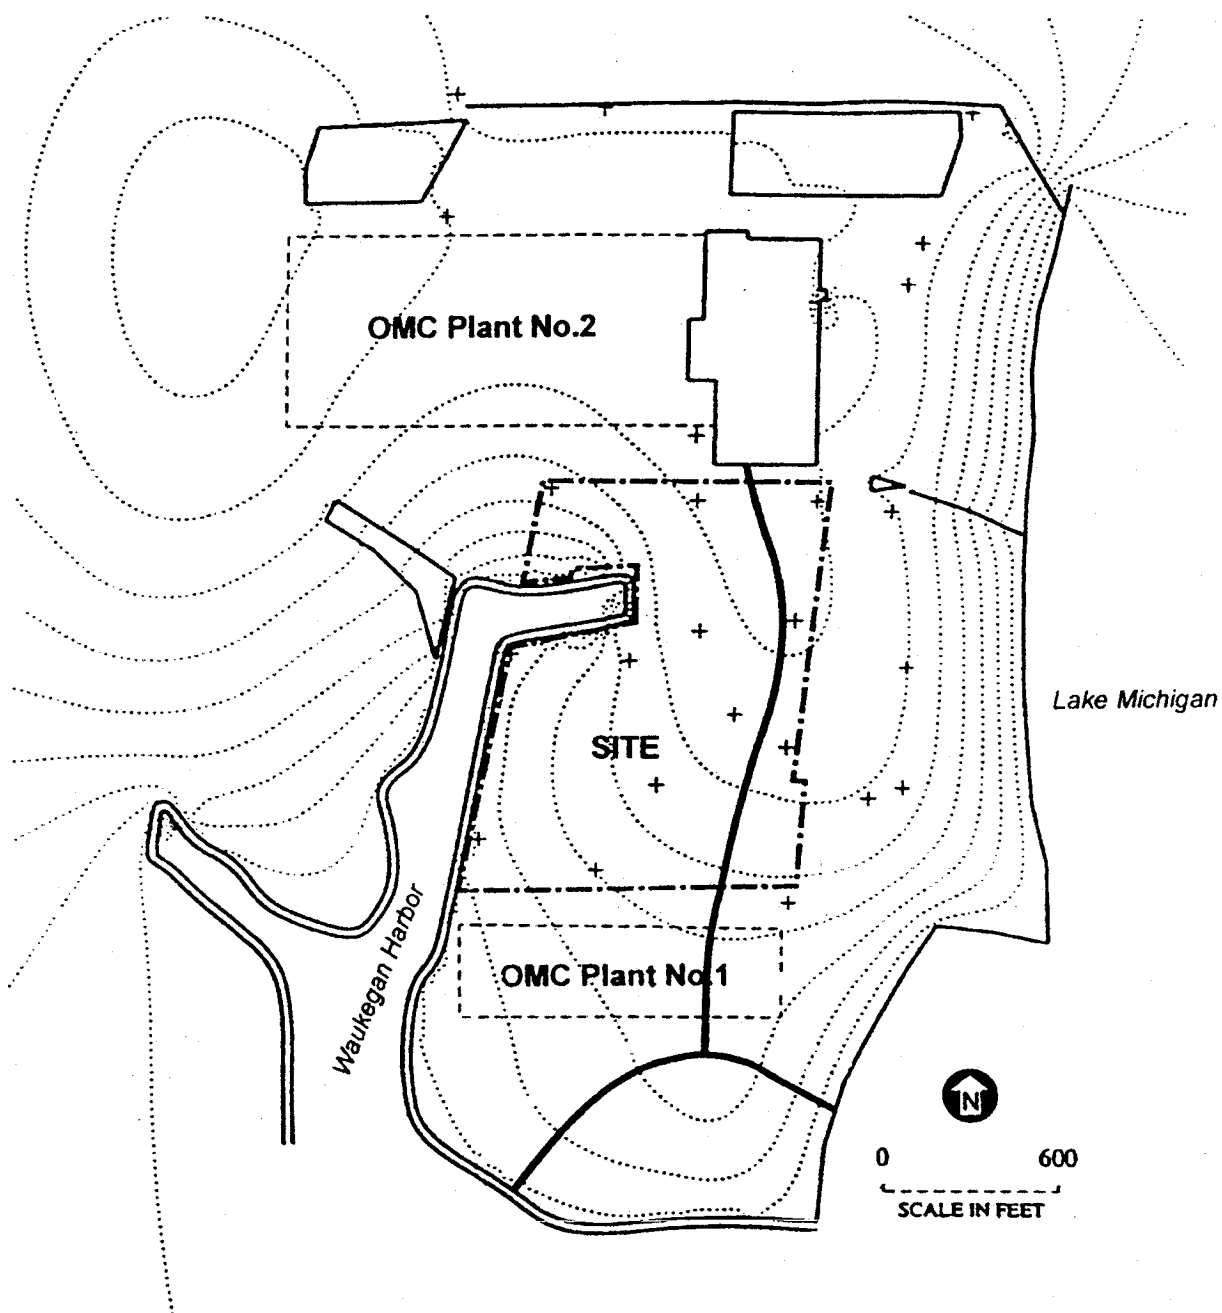 OMC Plant No.2
Lake Michigan
SITE
Waukegan Harbor
OMC Plant No.1
N
0 600
SCALE IN FEET